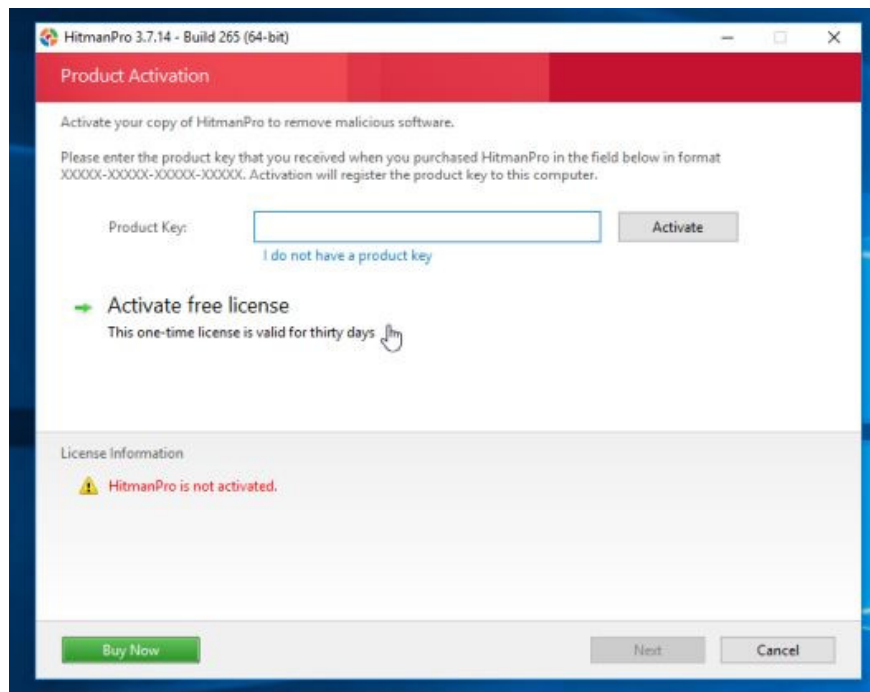 HitmanPro 3.7.14 - Build 265 (64-bit)
Product Activation
Activate your copy of HitmanPro to remove malicious software.
Please enter the product key that you received when you purchased HitmanPro in the field below in format
XXXXX-XXXXX-XXXXX-XXXXX. Activation will register the product key to this computer.
Product Key:
Activate
I do not have a product key
Activate free license
This one-time license is valid for thirty days
License Information
HitmanPro is not activated.
Buy Now
Next
Cancel